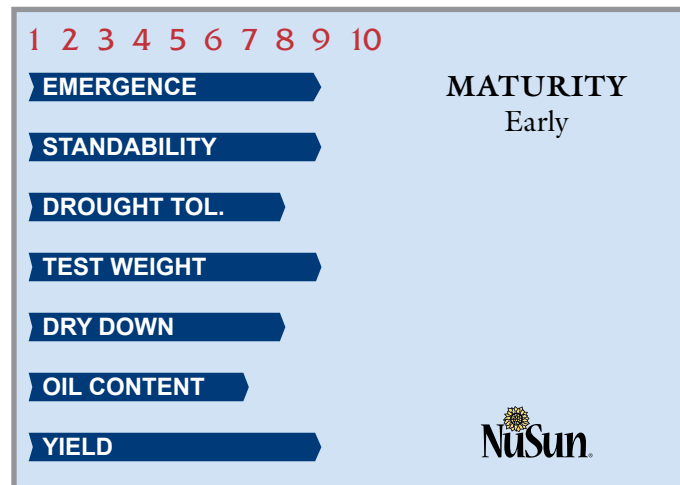 1 2 3 4 5 6 7 8 9 10
EMERGENCE
STANDABILITY
DROUGHT TOL.
TEST WEIGHT
DRY DOWN
OIL CONTENT
YIELD
MATURITY
Early
NuSun®